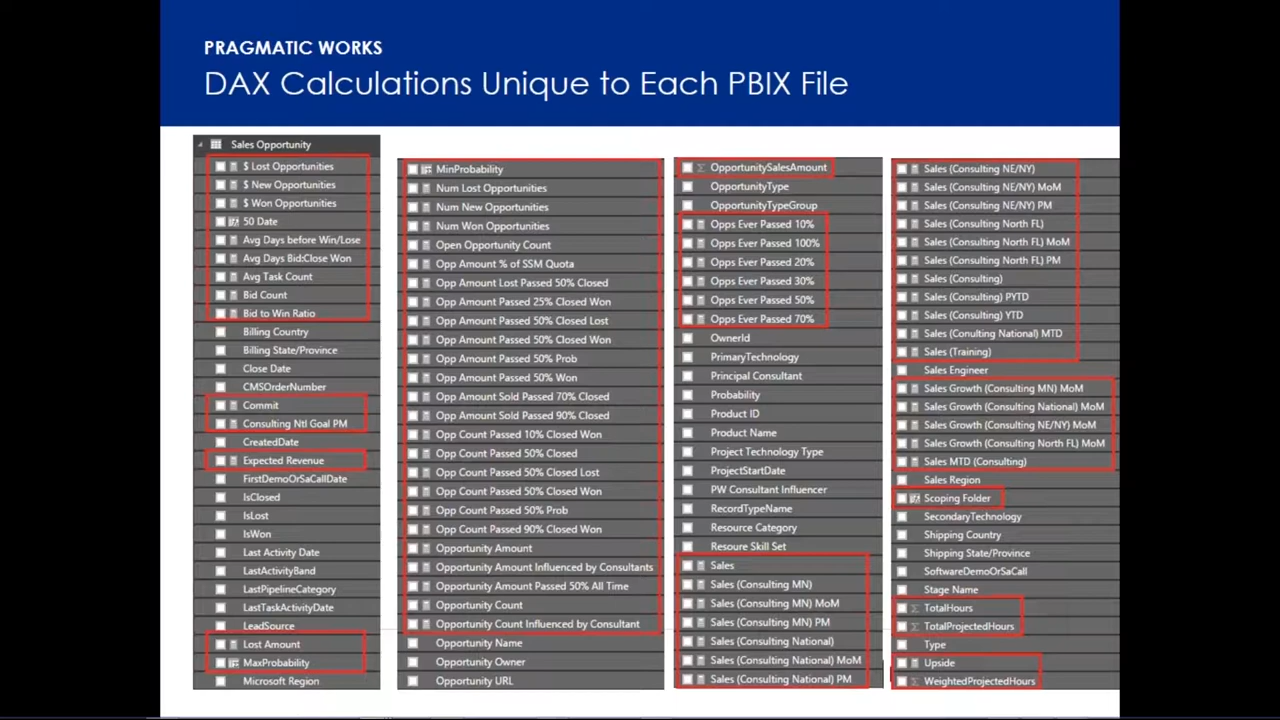 PRAGMATIC WORKS
DAX Calculations Unique to Each PBIX File
Sales Opportunity
$ Lost Opportunities
$ New Opportunities
$ Won Opportunities
50 Date
Avg Days before Win/Lose
Avg Days Bid:Close Won
Avg Task Count
Bid Count
Bid to Win Ratio
Billing Country
Billing State/Province
Close Date
CMSOrderNumber
Commit
Consulting Ntl Goal PM
CreatedDate
Expected Revenue
FirstDemoOrSaCallDate
IsClosed
IsLost
IsWon
Last Activity Date
LastActivityBand
LastPipelineCategory
LastTaskActivityDate
LeadSource
Lost Amount
MaxProbability
Microsoft Region
MinProbability
Num Lost Opportunities
Num New Opportunities
Num Won Opportunities
Open Opportunity Count
Opp Amount % of SSM Quota
Opp Amount Lost Passed 50% Closed
Opp Amount Passed 25% Closed Won
Opp Amount Passed 50% Closed Lost
Opp Amount Passed 50% Closed Won
Opp Amount Passed 50% Prob
Opp Amount Passed 50% Won
Opp Amount Sold Passed 70% Closed
Opp Amount Sold Passed 90% Closed
Opp Count Passed 10% Closed Won
Opp Count Passed 50% Closed
Opp Count Passed 50% Closed Lost
Opp Count Passed 50% Closed Won
Opp Count Passed 50% Prob
Opp Count Passed 90% Closed Won
Opportunity Amount
Opportunity Amount Influenced by Consultants
Opportunity Amount Passed 50% All Time
Opportunity Count
Opportunity Count Influenced by Consultant
Opportunity Name
Opportunity Owner
Opportunity URL
OpportunitySalesAmount
OpportunityType
OpportunityTypeGroup
Opps Ever Passed 10%
Opps Ever Passed 100%
Opps Ever Passed 20%
Opps Ever Passed 30%
Opps Ever Passed 50%
Opps Ever Passed 70%
OwnerId
PrimaryTechnology
Principal Consultant
Probability
Product ID
Product Name
Project Technology Type
ProjectStartDate
PW Consultant Influencer
RecordTypeName
Resource Category
Resoure Skill Set
Sales
Sales (Consulting MN)
Sales (Consulting MN) MoM
Sales (Consulting MN) PM
Sales (Consulting National)
Sales (Consulting National) MoM
Sales (Consulting National) PM
Sales (Consulting NE/NY)
Sales (Consulting NE/NY) MoM
Sales (Consulting NE/NY) PM
Sales (Consulting North FL)
Sales (Consulting North FL) MoM
Sales (Consulting North FL) PM
Sales (Consulting)
Sales (Consulting) PYTD
Sales (Consulting) YTD
Sales (Conulting National) MTD
Sales (Training)
Sales Engineer
Sales Growth (Consulting MN) MoM
Sales Growth (Consulting National) MoM
Sales Growth (Consulting NE/NY) MoM
Sales Growth (Consulting North FL) MoM
Sales MTD (Consulting)
Sales Region
Scoping Folder
SecondaryTechnology
Shipping Country
Shipping State/Province
SoftwareDemoOrSaCall
Stage Name
TotalHours
TotalProjectedHours
Type
Upside
WeightedProjectedHours